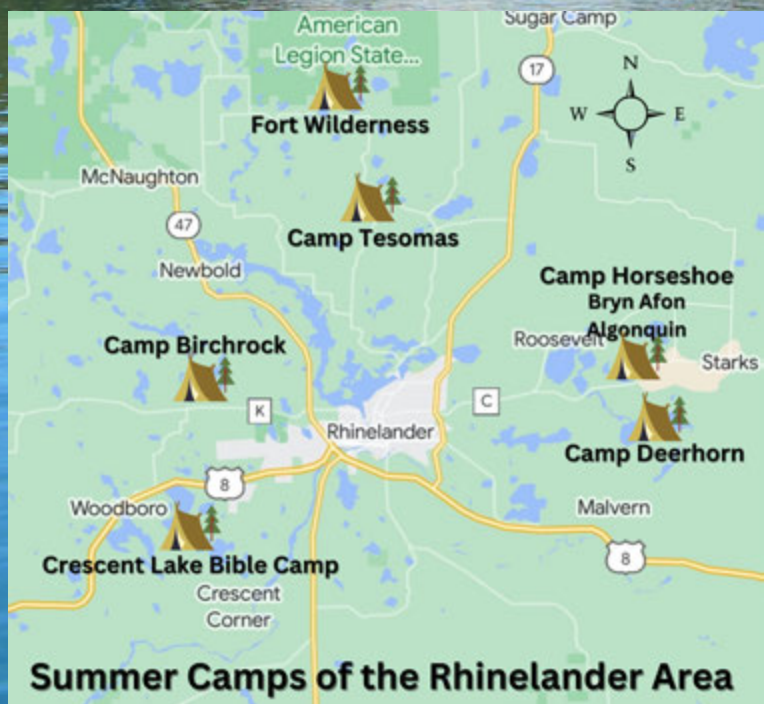 American
Legion State...
Sugar Camp
17
N
W E
S
Fort Wilderness
McNaughton
47
Camp Tesomas
Newbold
Camp Horseshoe
Bryn Afon
Algonquin
Roosevelt
Starks
Camp Birchrock
K
C
Rhinelander
Camp Deerhorn
8
Woodboro
Malvern
8
Crescent Lake Bible Camp
Crescent
Corner
Summer Camps of the Rhinelander Area